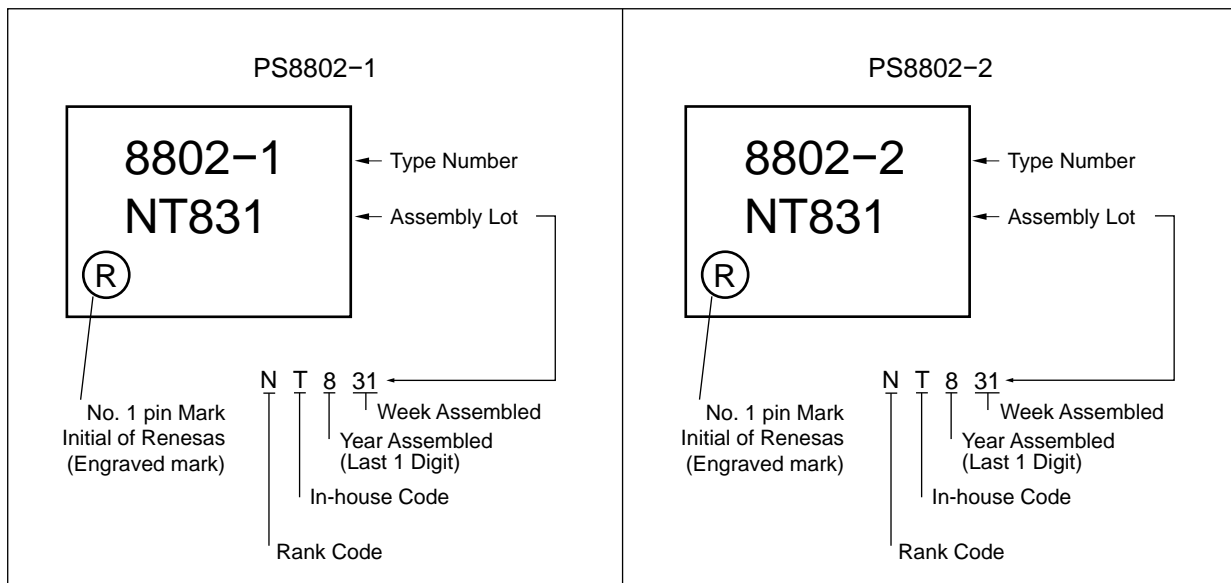 PS8802−1
8802−1
NT831
R
Type Number
Assembly Lot
N T 8 31
No. 1 pin Mark
Initial of Renesas
(Engraved mark)
Week Assembled
Year Assembled
(Last 1 Digit)
In-house Code
Rank Code
PS8802−2
8802−2
NT831
R
Type Number
Assembly Lot
N T 8 31
No. 1 pin Mark
Initial of Renesas
(Engraved mark)
Week Assembled
Year Assembled
(Last 1 Digit)
In-house Code
Rank Code